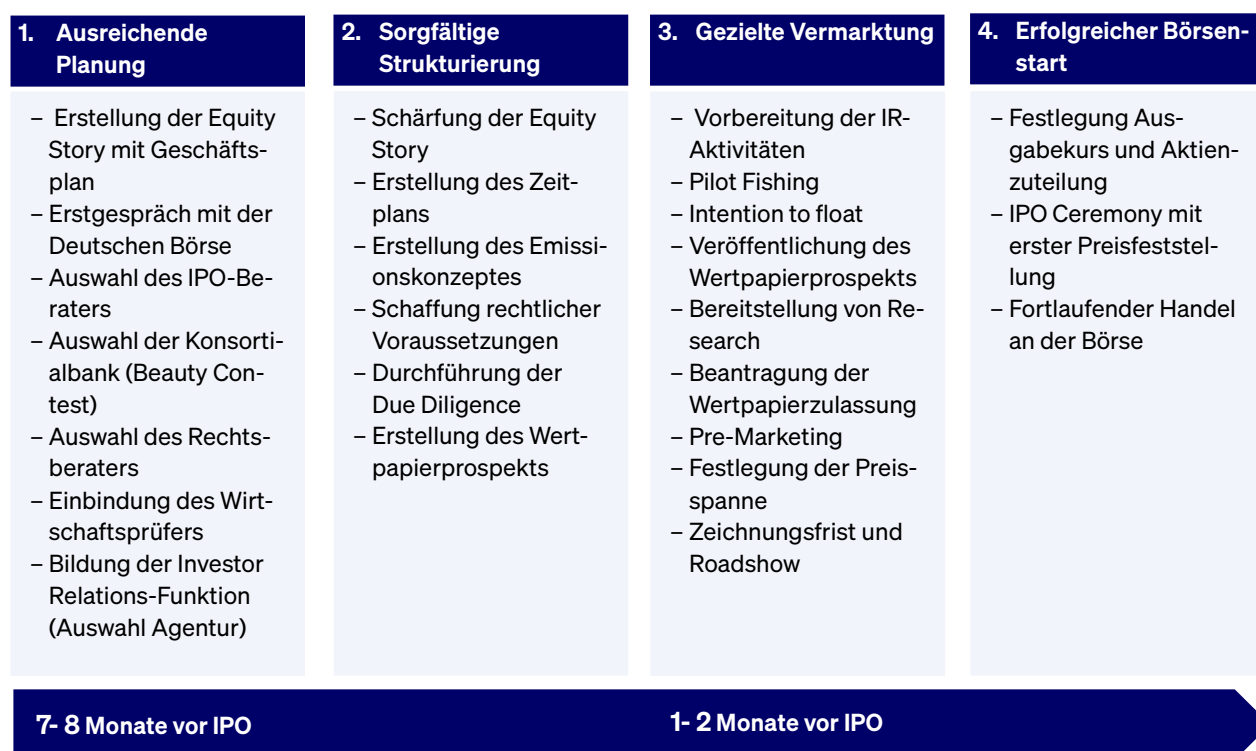 1. Ausreichende
Planung
– Erstellung der Equity
Story mit Geschäfts-
plan
– Erstgespräch mit der
Deutschen Börse
– Auswahl des IPO-Be-
raters
– Auswahl der Konsorti-
albank (Beauty Con-
test)
– Auswahl des Rechts-
beraters
– Einbindung des Wirt-
schaftsprüfers
– Bildung der Investor
Relations-Funktion
(Auswahl Agentur)
2. Sorgfältige
Strukturierung
– Schärfung der Equity
Story
– Erstellung des Zeit-
plans
– Erstellung des Emissi-
onskonzeptes
– Schaffung rechtlicher
Voraussetzungen
– Durchführung der
Due Diligence
– Erstellung des Wert-
papierprospekts
3. Gezielte Vermarktung
– Vorbereitung der IR-
Aktivitäten
– Pilot Fishing
– Intention to float
– Veröffentlichung des
Wertpapierprospekts
– Bereitstellung von Re-
search
– Beantragung der
Wertpapierzulassung
– Pre-Marketing
– Festlegung der Preis-
spanne
– Zeichnungsfrist und
Roadshow
4. Erfolgreicher Börsen-
start
– Festlegung Aus-
gabekurs und Aktien-
zuteilung
– IPO Ceremony mit
erster Preisfeststel-
lung
– Fortlaufender Handel
an der Börse
7- 8 Monate vor IPO
1- 2 Monate vor IPO